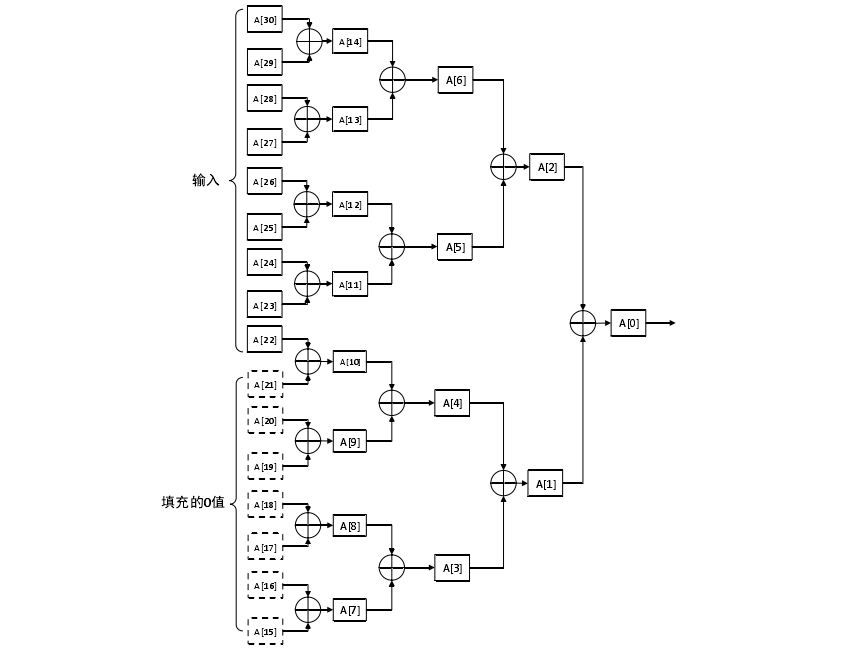 A[30]
A[29]
A[14]
A[28]
A[27]
A[13]
A[6]
输入
A[26]
A[25]
A[12]
A[2]
A[24]
A[23]
A[11]
A[5]
A[22]
A[21]
A[10]
A[0]
A[20]
A[19]
A[9]
A[4]
填充的0值
A[18]
A[17]
A[8]
A[1]
A[16]
A[15]
A[7]
A[3]